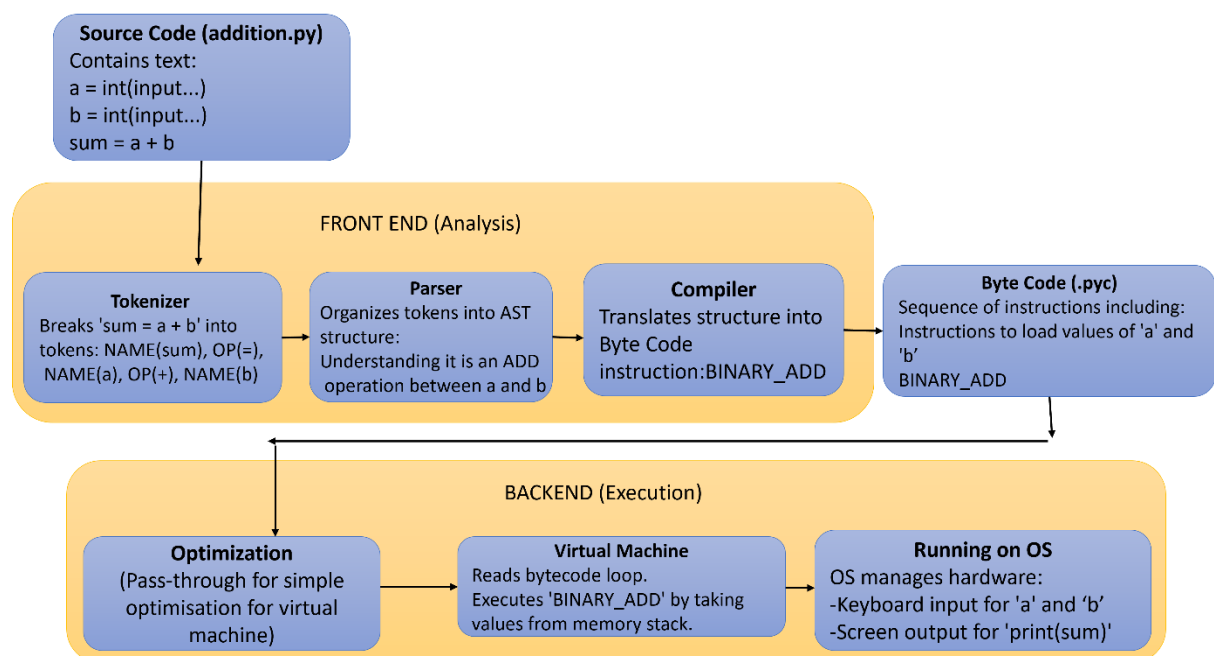 Source Code (addition.py)
Contains text:
a = int(input...)
b = int(input...)
sum = a + b
FRONT END (Analysis)
Tokenizer
Breaks 'sum = a + b' into
tokens: NAME(sum), OP(=),
NAME(a), OP(+), NAME(b)
Parser
Organizes tokens into AST
structure:
Understanding it is an ADD
operation between a and b
Compiler
Translates structure into
Byte Code
instruction:BINARY_ADD
Byte Code (.pyc)
Sequence of instructions including:
Instructions to load values of 'a' and
'b’
BINARY_ADD
BACKEND (Execution)
Optimization
(Pass-through for simple
optimisation for virtual
machine)
Virtual Machine
Reads bytecode loop.
Executes 'BINARY_ADD' by taking
values from memory stack.
Running on OS
OS manages hardware:
-Keyboard input for 'a' and ‘b’
-Screen output for 'print(sum)'